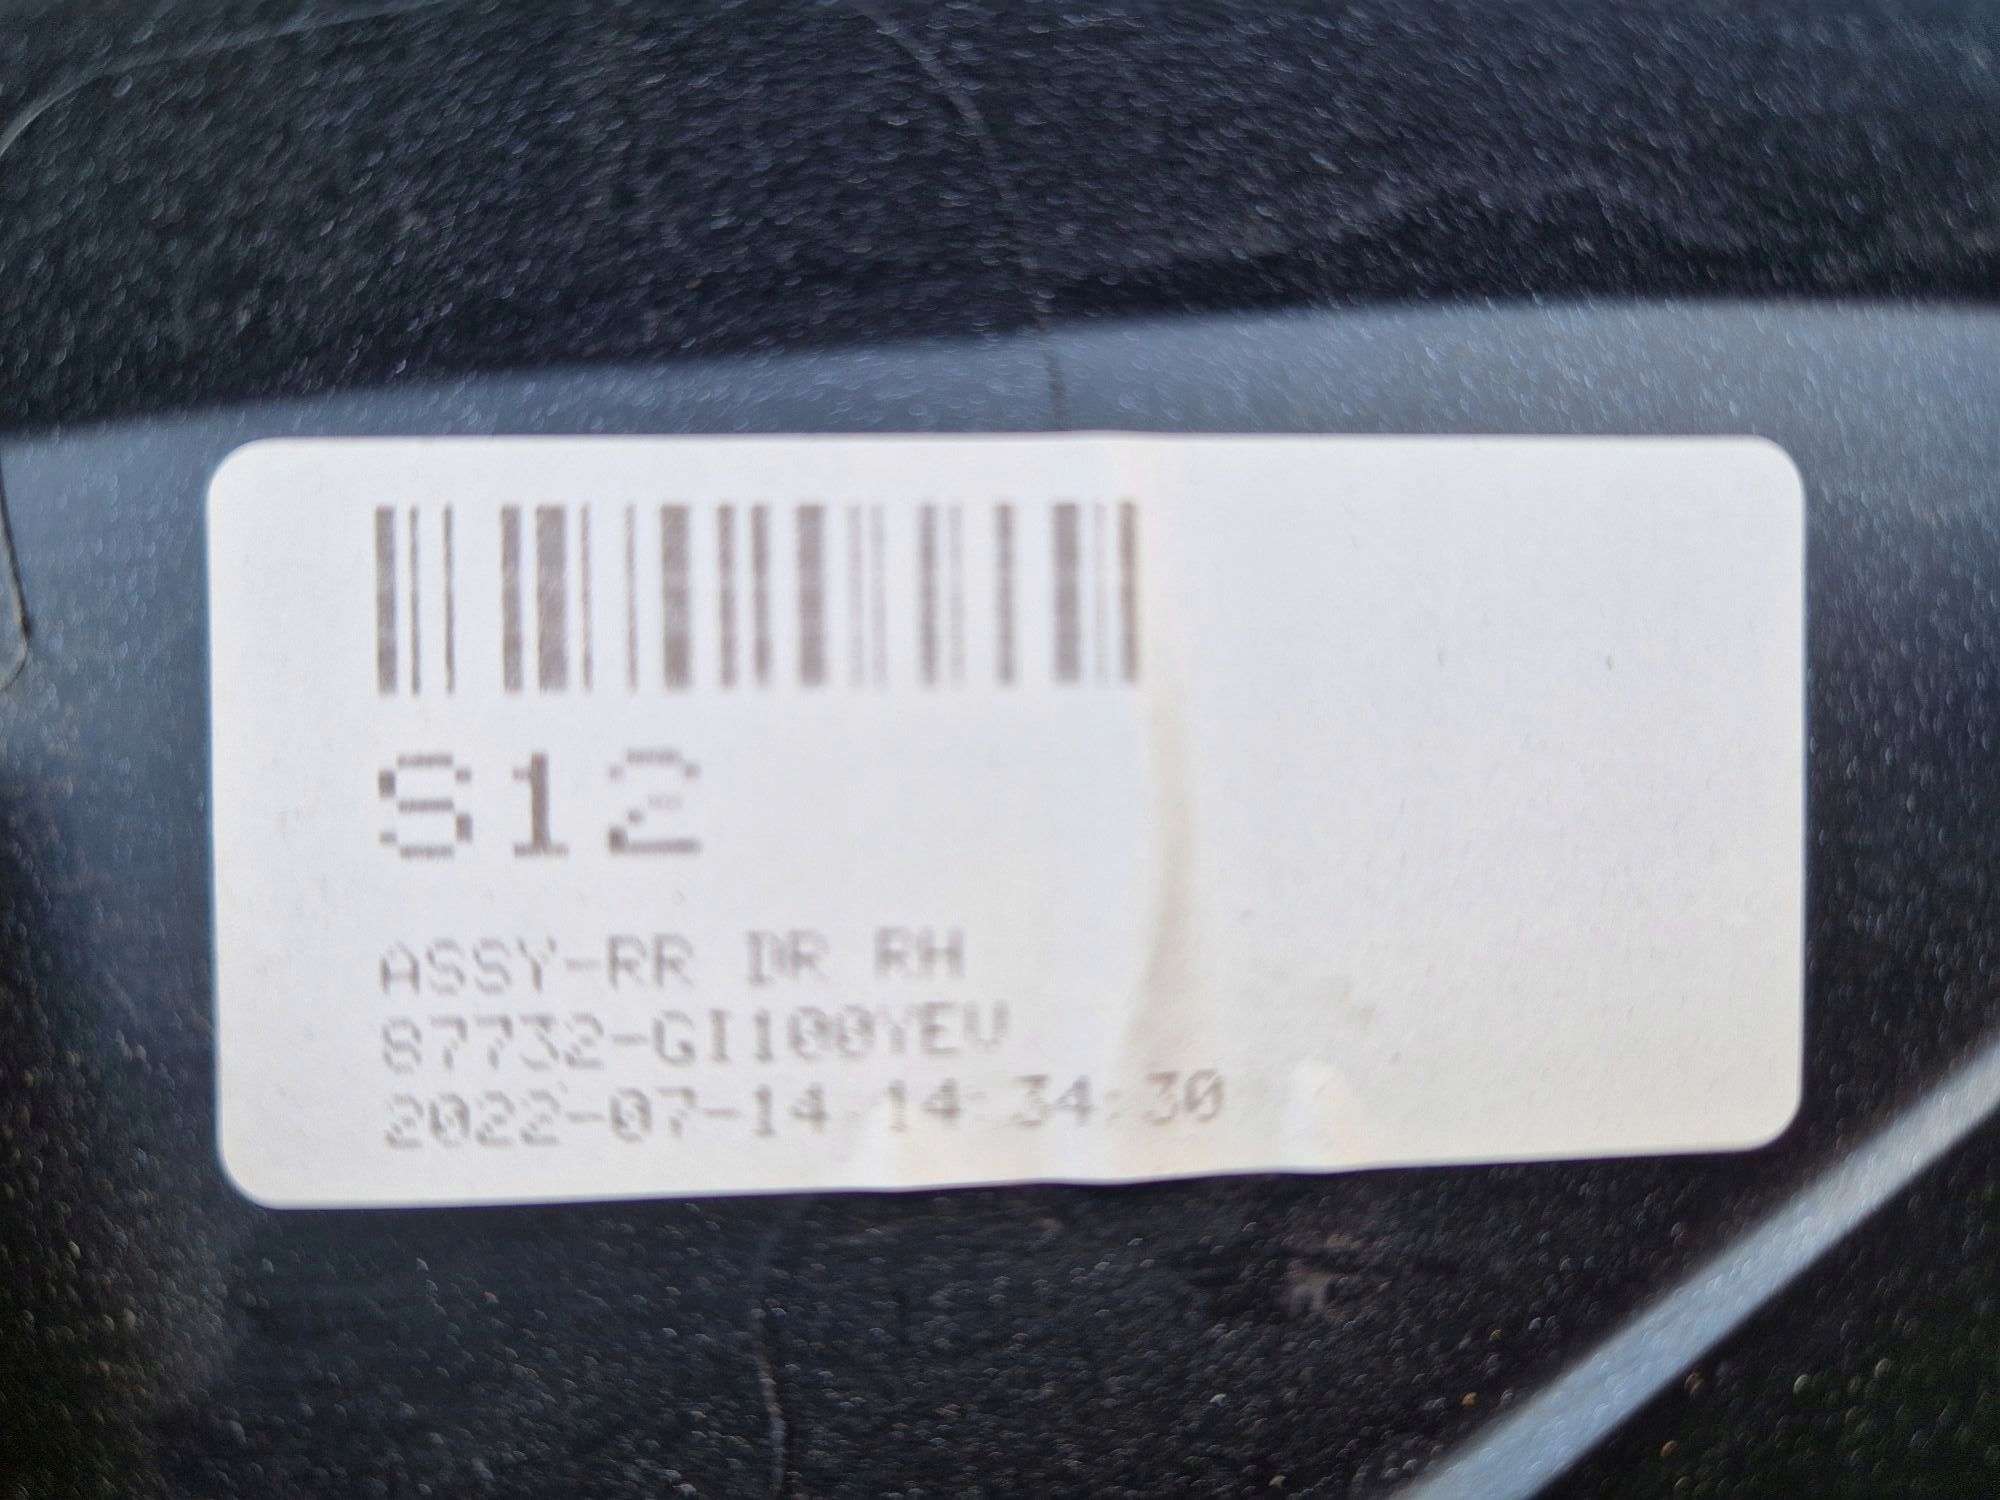 S12
ASSY-RR DR RH
87732-GI100YEV
2022-07-14 14:34:30